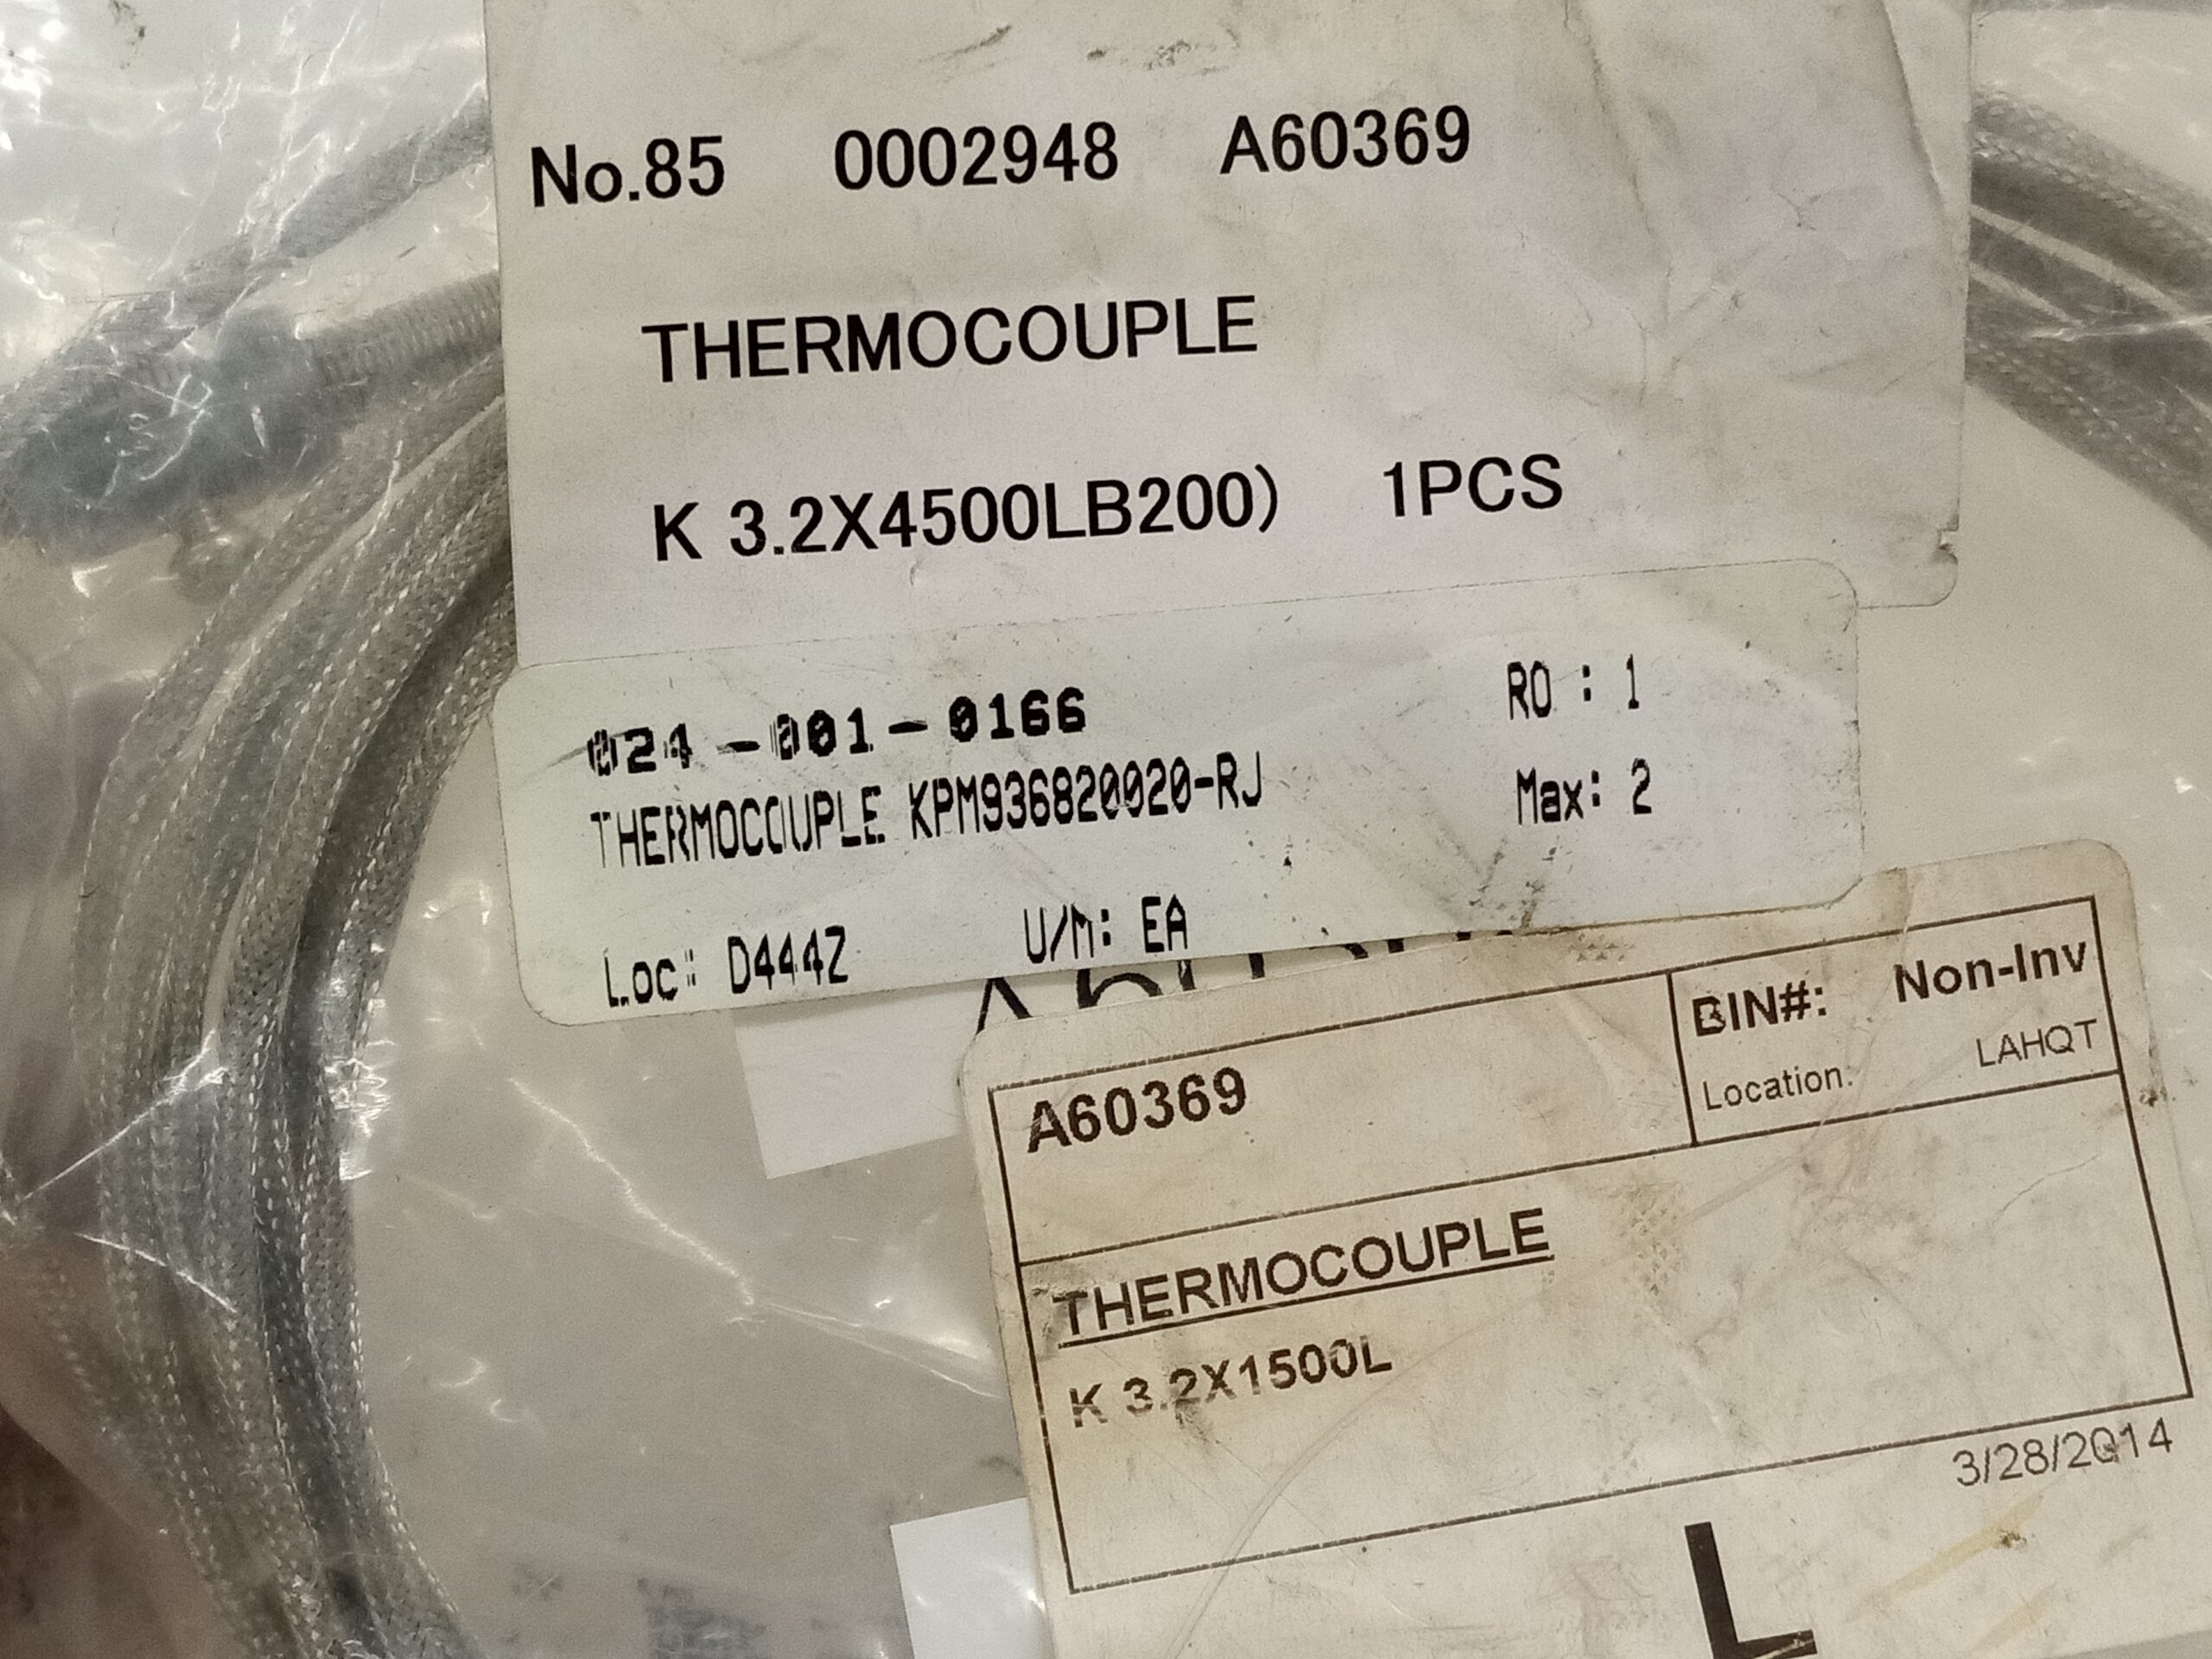 No.85 0002948 A60369
THERMOCOUPLE
K 3.2X4500LB200) 1PCS
024-001-0166 RO : 1
THERMOCOUPLE KPM936820020-RJ Max: 2
Loc: D444Z U/M: EA
A60369 BIN#: Non-Inv
Location: LAHQT
THERMOCOUPLE
K 3.2X1500L
3/28/2014
L